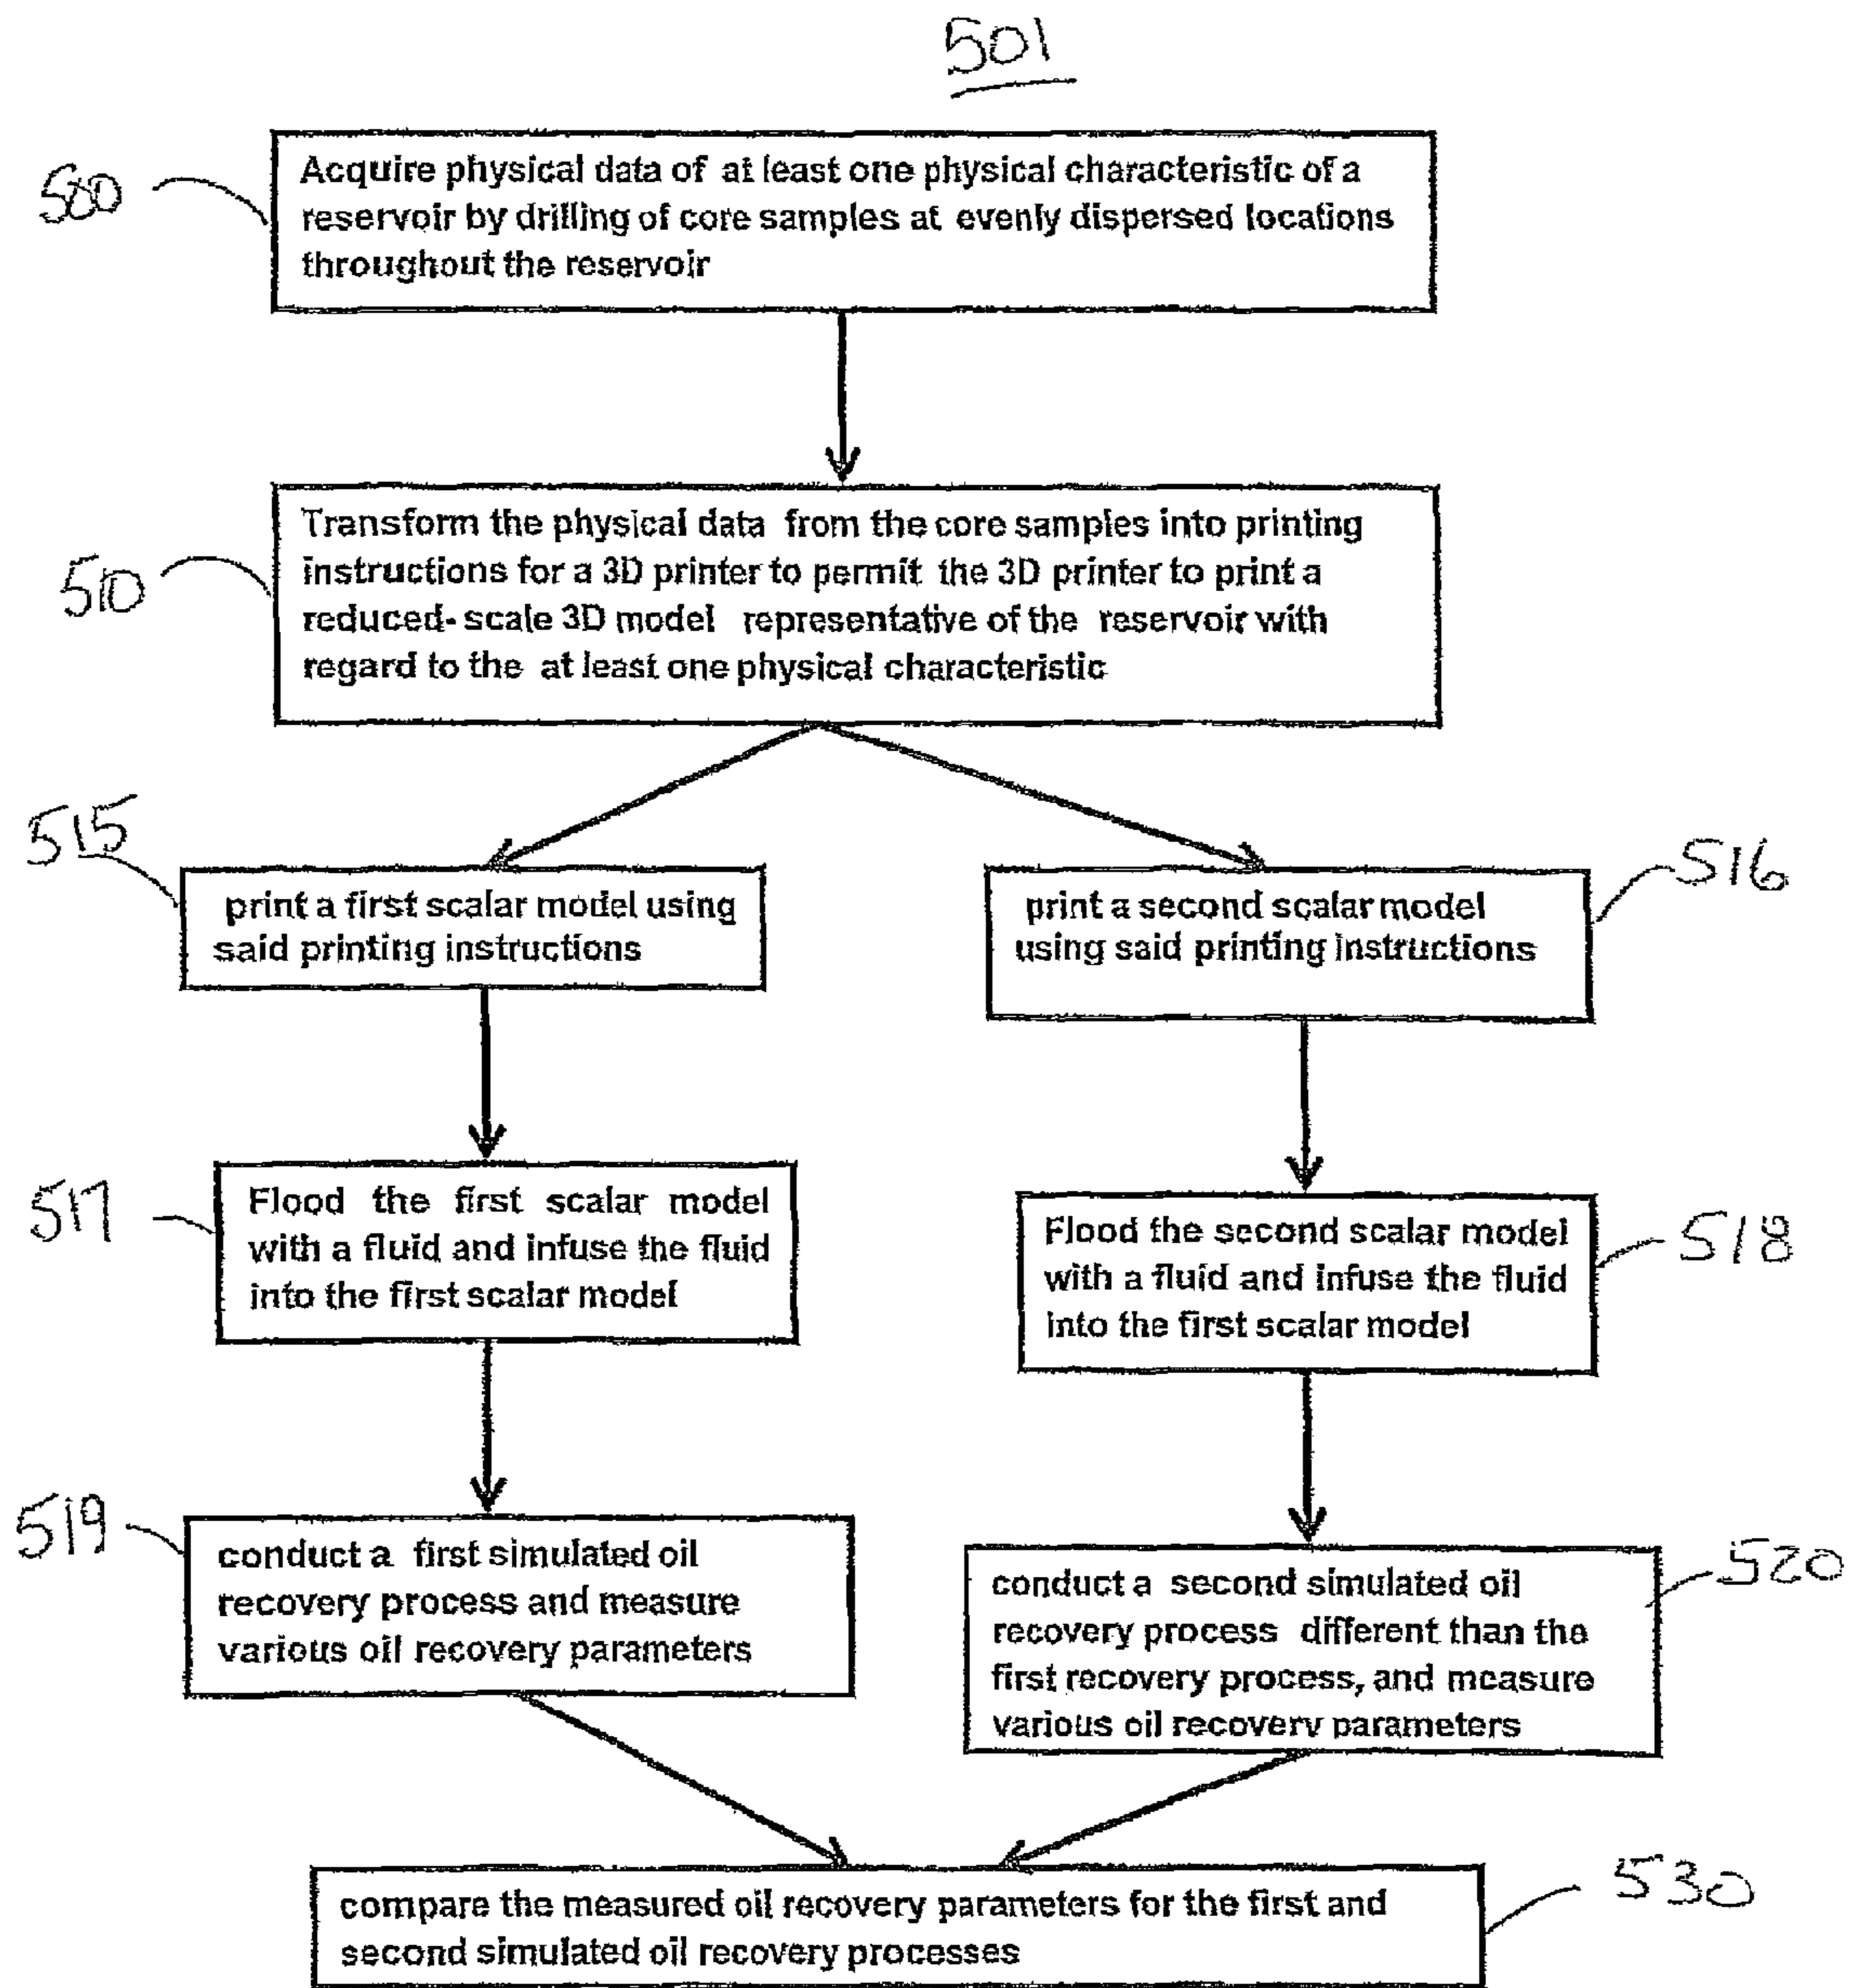 501
500
Acquire physical data of at least one physical characteristic of a
reservoir by drilling of core samples at evenly dispersed locations
throughout the reservoir
510
Transform the physical data from the core samples into printing
instructions for a 3D printer to permit the 3D printer to print a
reduced-scale 3D model representative of the reservoir with
regard to the at least one physical characteristic
515
print a first scalar model using
said printing instructions
516
print a second scalar model
using said printing instructions
517
Flood the first scalar model
with a fluid and infuse the fluid
into the first scalar model
518
Flood the second scalar model
with a fluid and infuse the fluid
into the first scalar model
519
conduct a first simulated oil
recovery process and measure
various oil recovery parameters
520
conduct a second simulated oil
recovery process different than the
first recovery process, and measure
various oil recovery parameters
530
compare the measured oil recovery parameters for the first and
second simulated oil recovery processes